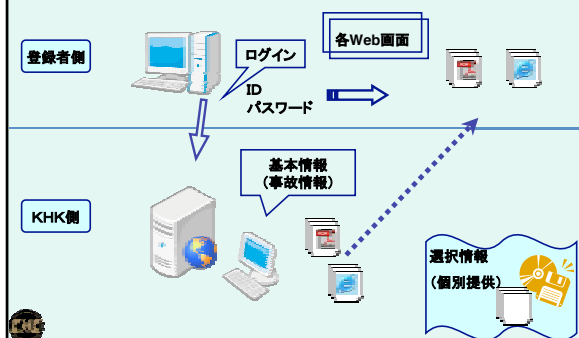 登録者側
ログイン
ID
パスワード
各Web画面
KHK側
基本情報
(事故情報)
選択情報
(個別提供)